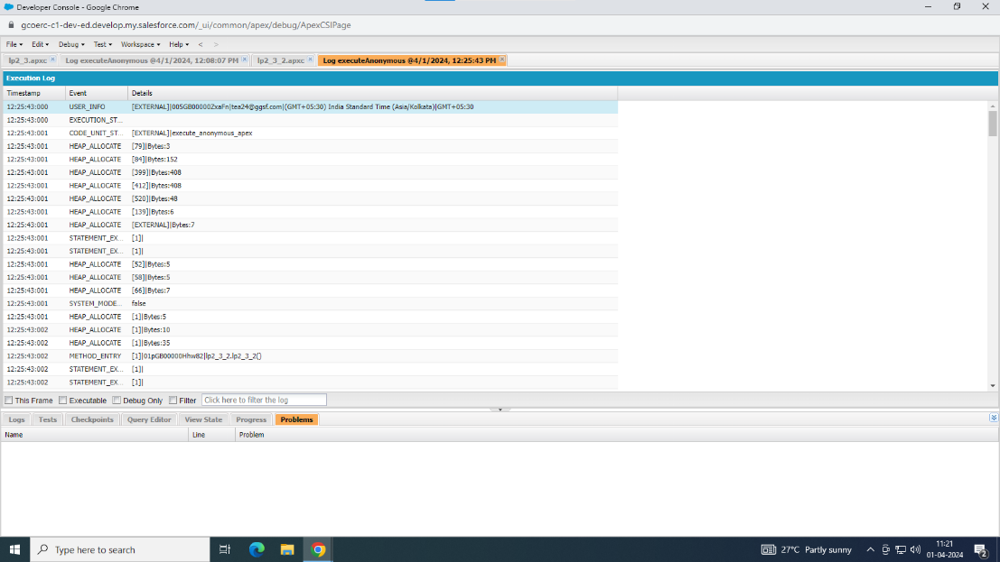 Developer Console - Google Chrome
gcoerc-c1-dev-ed.develop.my.salesforce.com/_ui/common/apex/debug/ApexCSIPage
File Edit Debug Test Workspace Help < >
lp2_3.apxc Log executeAnonymous @4/1/2024, 12:08:07 PM lp2_3_2.apxc Log executeAnonymous @4/1/2024, 12:25:43 PM
Execution Log
Timestamp Event Details
12:25:43:000 USER_INFO [EXTERNAL]|005GB00000ZxaFn|tea24@ggsf.com|(GMT+05:30) India Standard Time (Asia/Kolkata)|GMT+05:30
12:25:43:000 EXECUTION_ST...
12:25:43:001 CODE_UNIT_ST... [EXTERNAL]|execute_anonymous_apex
12:25:43:001 HEAP_ALLOCATE [79]|Bytes:3
12:25:43:001 HEAP_ALLOCATE [84]|Bytes:152
12:25:43:001 HEAP_ALLOCATE [399]|Bytes:408
12:25:43:001 HEAP_ALLOCATE [412]|Bytes:408
12:25:43:001 HEAP_ALLOCATE [520]|Bytes:48
12:25:43:001 HEAP_ALLOCATE [139]|Bytes:6
12:25:43:001 HEAP_ALLOCATE [EXTERNAL]|Bytes:7
12:25:43:001 STATEMENT_EX... [1]|
12:25:43:001 STATEMENT_EX... [1]|
12:25:43:001 HEAP_ALLOCATE [52]|Bytes:5
12:25:43:001 HEAP_ALLOCATE [58]|Bytes:5
12:25:43:001 HEAP_ALLOCATE [66]|Bytes:7
12:25:43:001 SYSTEM_MODE... false
12:25:43:001 HEAP_ALLOCATE [1]|Bytes:5
12:25:43:002 HEAP_ALLOCATE [1]|Bytes:10
12:25:43:002 HEAP_ALLOCATE [1]|Bytes:35
12:25:43:002 METHOD_ENTRY [1]|01pGB00000Hhw82|lp2_3_2.lp2_3_2()
12:25:43:002 STATEMENT_EX... [1]|
12:25:43:002 STATEMENT_EX... [1]|
This Frame Executable Debug Only Filter Click here to filter the log
Logs Tests Checkpoints Query Editor View State Progress Problems
Name Line Problem
Type here to search
27°C Partly sunny
11:21
01-04-2024
2